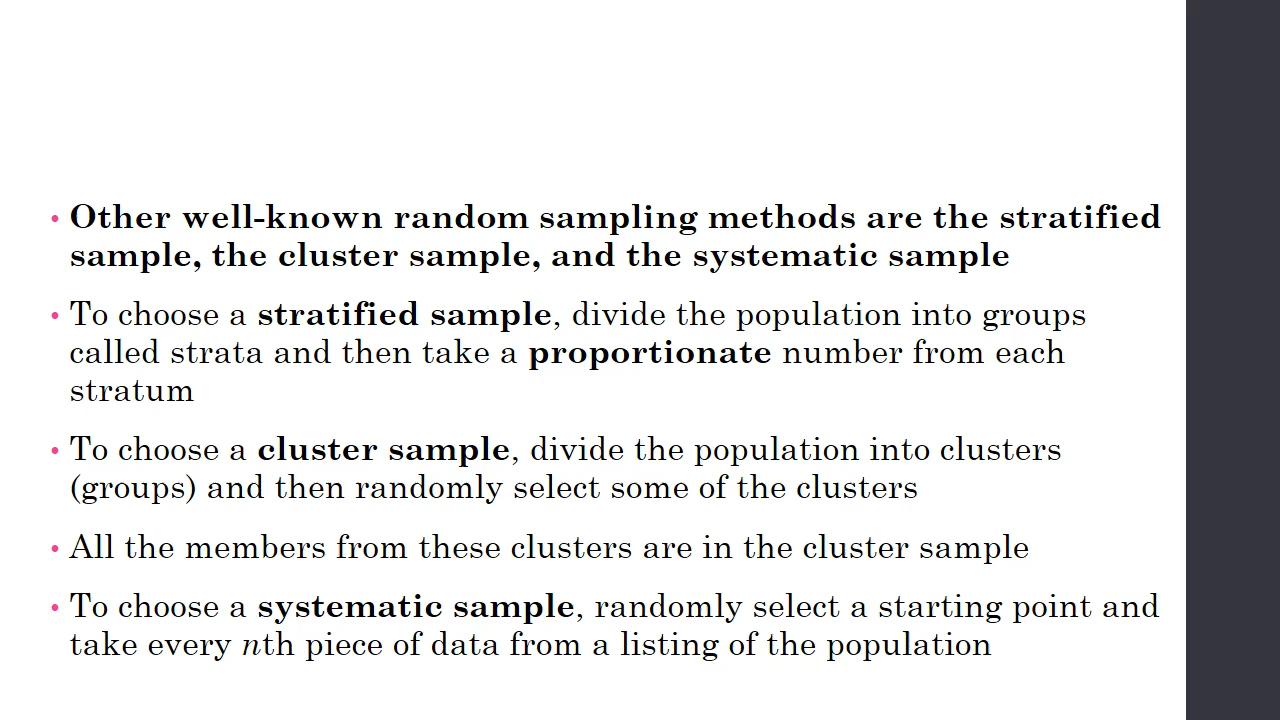 • Other well-known random sampling methods are the stratified
sample, the cluster sample, and the systematic sample
• To choose a stratified sample, divide the population into groups
called strata and then take a proportionate number from each
stratum
• To choose a cluster sample, divide the population into clusters
(groups) and then randomly select some of the clusters
• All the members from these clusters are in the cluster sample
• To choose a systematic sample, randomly select a starting point and
take every nth piece of data from a listing of the population